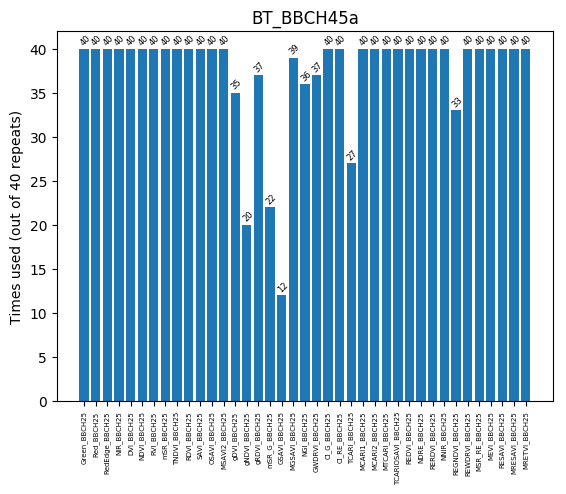 BT_BBCH45a
Times used (out of 40 repeats)
40
35
30
25
20
15
10
5
0
40 40 40 40 40 40 40 40 40 40 40 40 40 35 20 37 22 12 39 36 37 40 40 27 40 40 40 40 40 40 40 40 33 40 40 40 40 40 40
Green_BBCH25
Red_BBCH25
RedEdge_BBCH25
NIR_BBCH25
DVI_BBCH25
NDVI_BBCH25
RVI_BBCH25
mSR_BBCH25
TNDVI_BBCH25
RDVI_BBCH25
SAVI_BBCH25
OSAVI_BBCH25
MSAVI2_BBCH25
gDVI_BBCH25
gNDVI_BBCH25
gRDVI_BBCH25
mSR_G_BBCH25
GSAVI_BBCH25
MGSAVI_BBCH25
NGI_BBCH25
GWDRVI_BBCH25
CI_G_BBCH25
CI_RE_BBCH25
TCARI_BBCH25
MCARI1_BBCH25
MCARI2_BBCH25
MTCARI_BBCH25
TCARIOSAVI_BBCH25
REDVI_BBCH25
NDRE_BBCH25
RERDVI_BBCH25
NNIR_BBCH25
REGNDVI_BBCH25
REWDRVI_BBCH25
MSR_RE_BBCH25
MEVI_BBCH25
RESAVI_BBCH25
MRESAVI_BBCH25
MRETVI_BBCH25